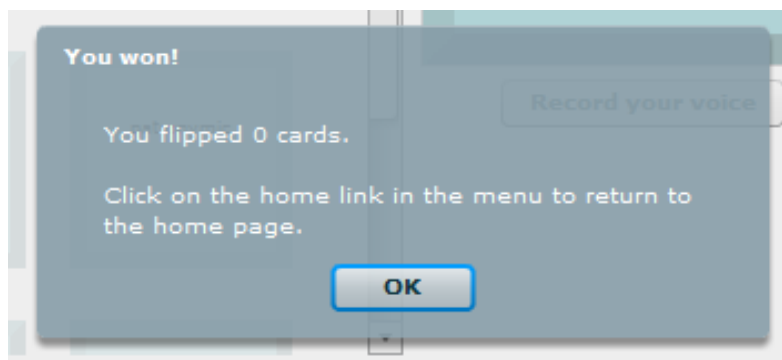 You won!
Record your voice
You flipped 0 cards.
Click on the home link in the menu to return to
the home page.
OK